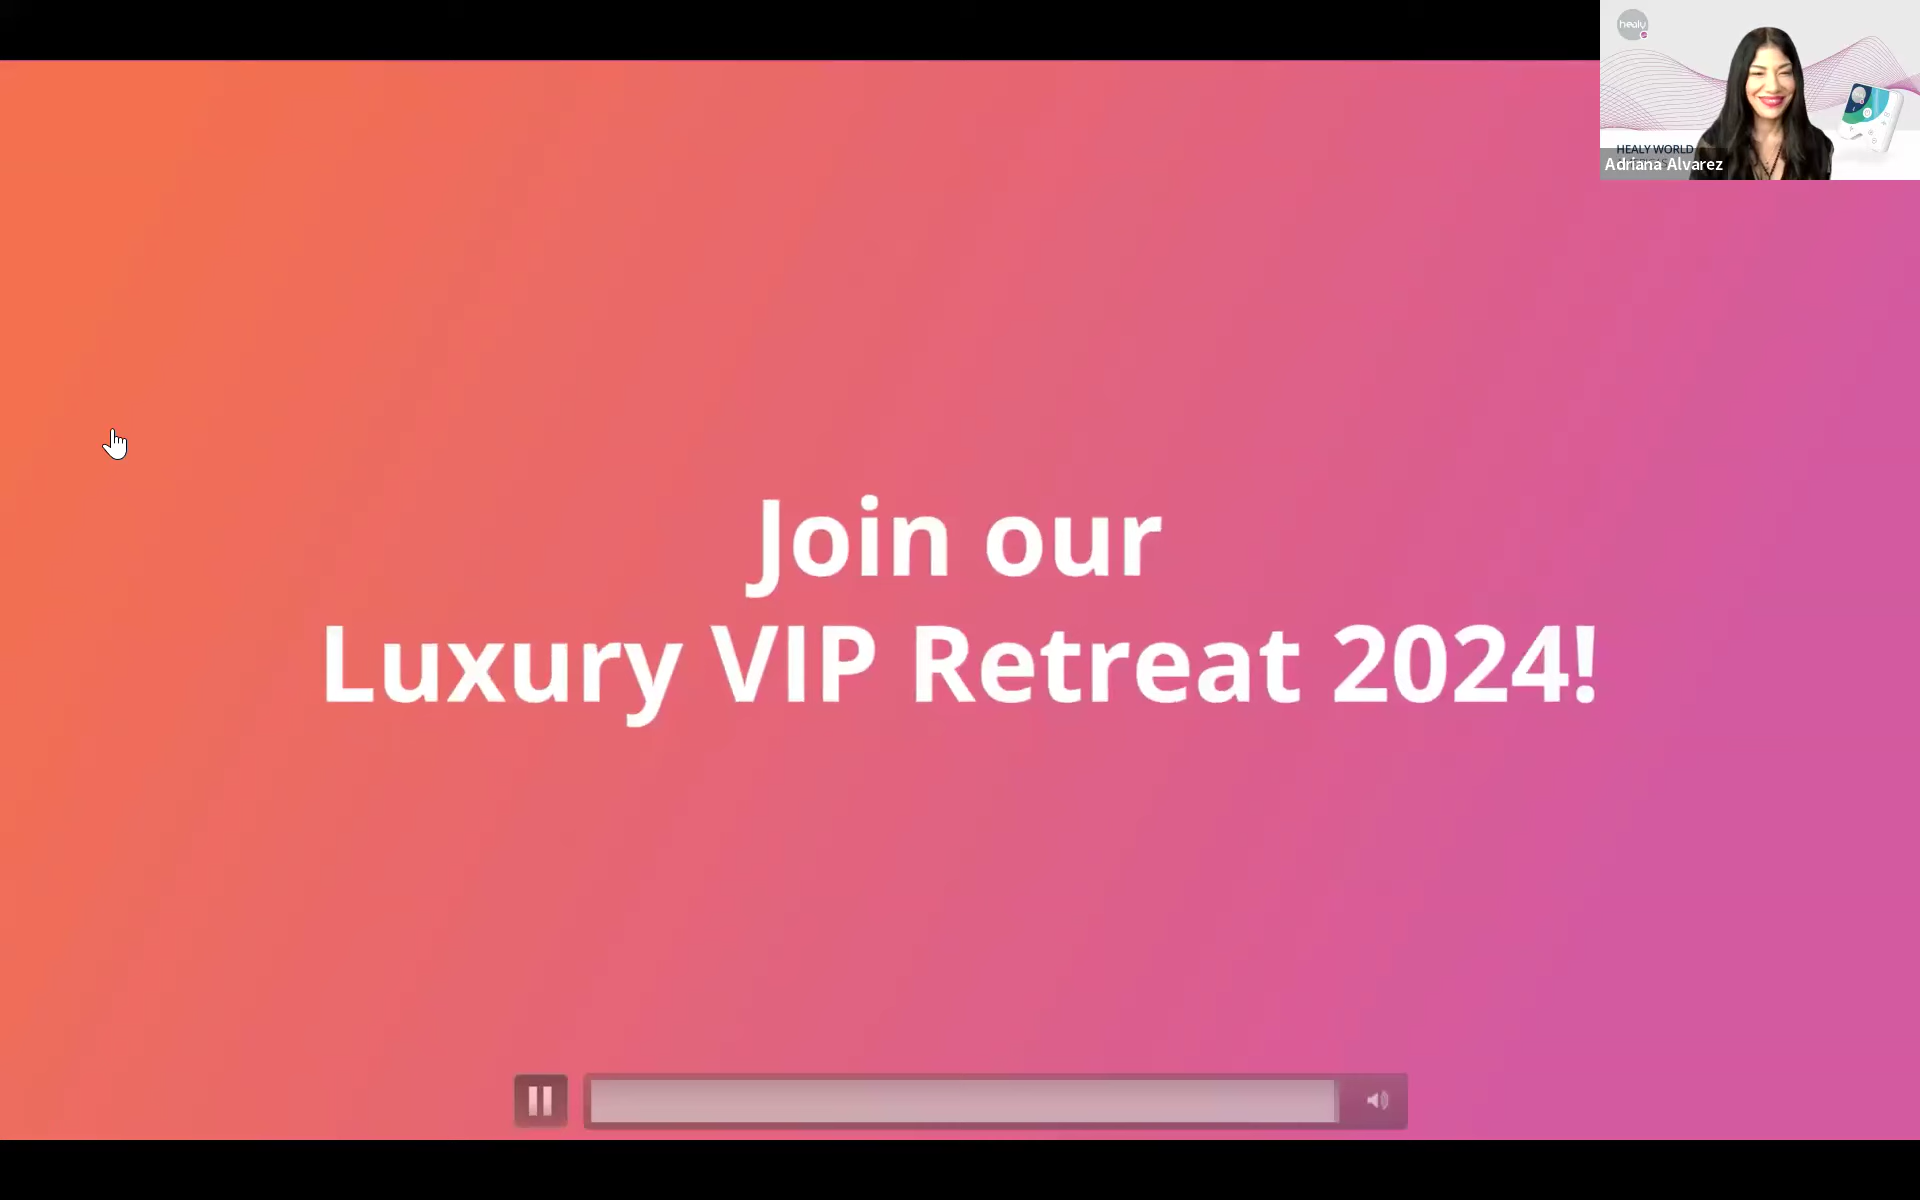 healy
HEALY WORLD
Adriana Alvarez
Join our
Luxury VIP Retreat 2024!